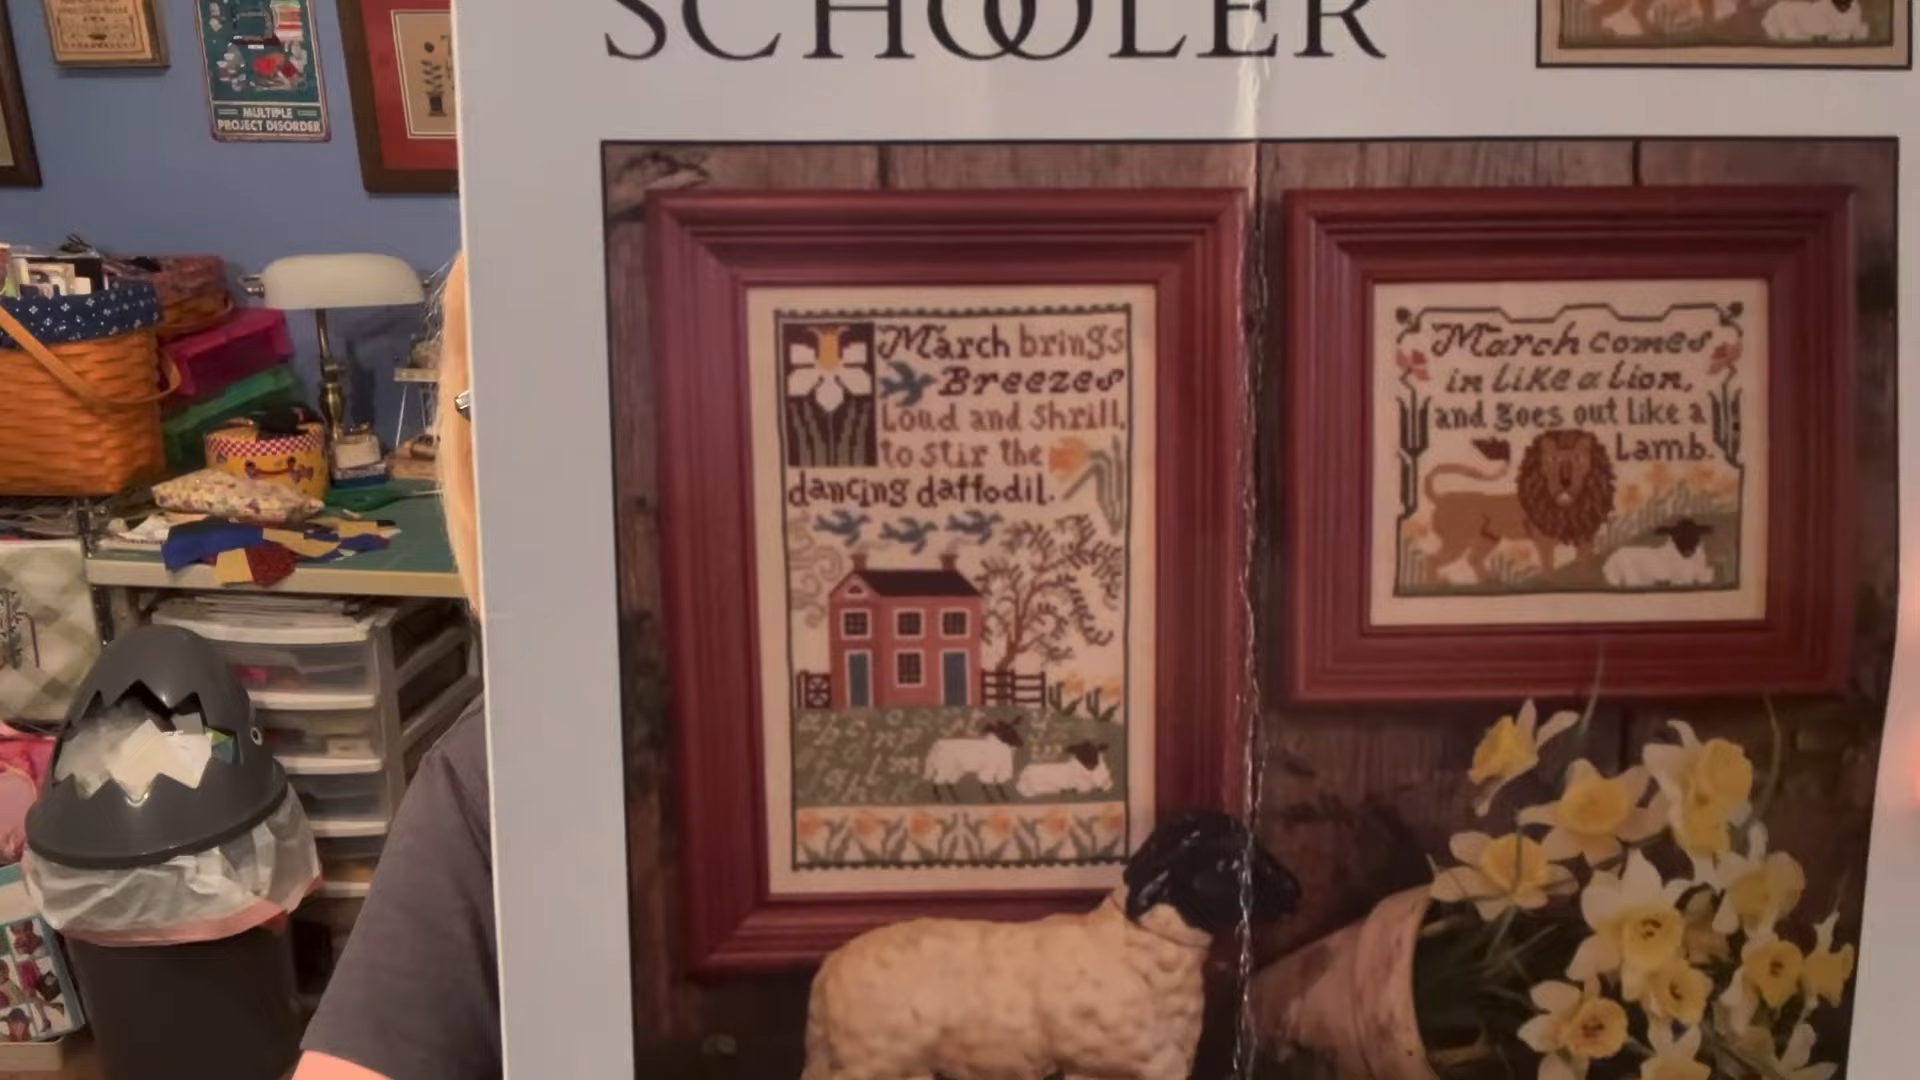 SCHOOLER
MULTIPLE
PROJECT DISORDER
March brings
Breezes
Loud and shrill,
to stir the
dancing daffodil.
March comes
in like a lion,
and goes out like a
Lamb.